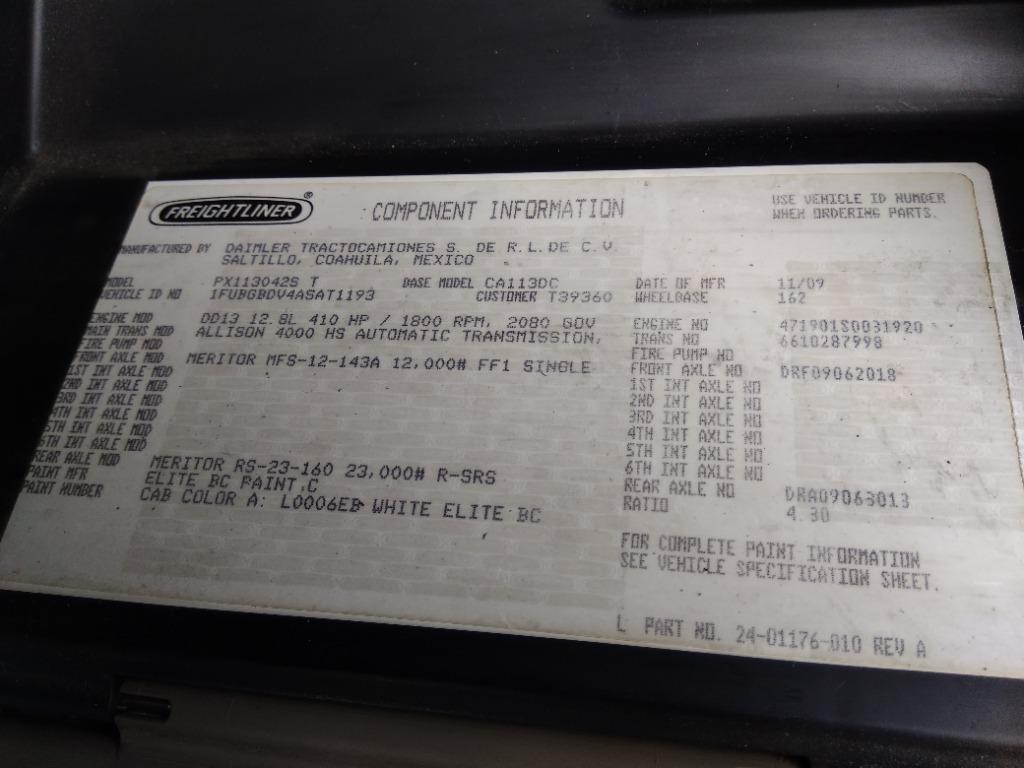 FREIGHTLINER ®
COMPONENT INFORMATION
USE VEHICLE ID NUMBER
WHEN ORDERING PARTS.
MANUFACTURED BY DAIMLER TRACTOCAMIONES S. DE R.L. DE C.V.
SALTILLO, COAHUILA, MEXICO
MODEL PX113042S T BASE MODEL CA113DC DATE OF MFR 11/09
VEHICLE ID NO 1FUBGBDV4ASAT1193 CUSTOMER T39360 WHEELBASE 162
ENGINE MOD DD13 12.8L 410 HP / 1800 RPM, 2080 GOV ENGINE NO 471901S0031920
MAIN TRANS MOD ALLISON 4000 HS AUTOMATIC TRANSMISSION, TRANS NO 6610287998
FIRE PUMP MOD FIRE PUMP NO
FRONT AXLE MOD MERITOR MFS-12-143A 12,000# FF1 SINGLE FRONT AXLE NO DRF09062018
1ST INT AXLE MOD 1ST INT AXLE NO
2ND INT AXLE MOD 2ND INT AXLE NO
3RD INT AXLE MOD 3RD INT AXLE NO
4TH INT AXLE MOD 4TH INT AXLE NO
5TH INT AXLE MOD 5TH INT AXLE NO
6TH INT AXLE MOD 6TH INT AXLE NO
REAR AXLE MOD MERITOR RS-23-160 23,000# R-SRS REAR AXLE NO DRA09063013
PAINT MFR ELITE BC PAINT.C RATIO 4.30
PAINT NUMBER CAB COLOR A: L0006EB WHITE ELITE BC
FOR COMPLETE PAINT INFORMATION
SEE VEHICLE SPECIFICATION SHEET.
L PART NO. 24-01176-010 REV A